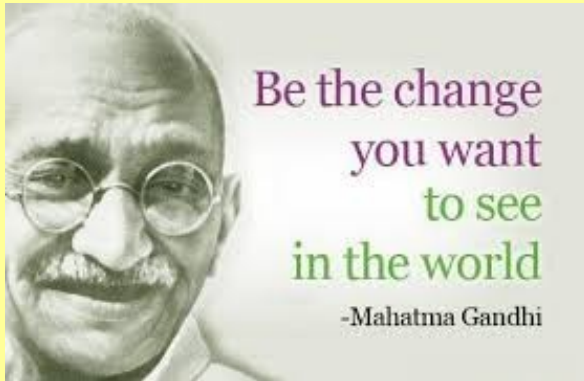 Be the change
you want
to see
in the world
-Mahatma Gandhi